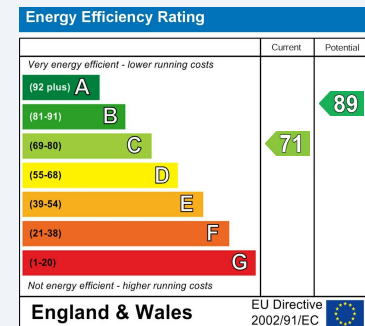 Energy Efficiency Rating
Current Potential
Very energy efficient - lower running costs
(92 plus) A
(81-91) B
89
(69-80) C
71
(55-68) D
(39-54) E
(21-38) F
(1-20) G
Not energy efficient - higher running costs
England & Wales
EU Directive
2002/91/EC